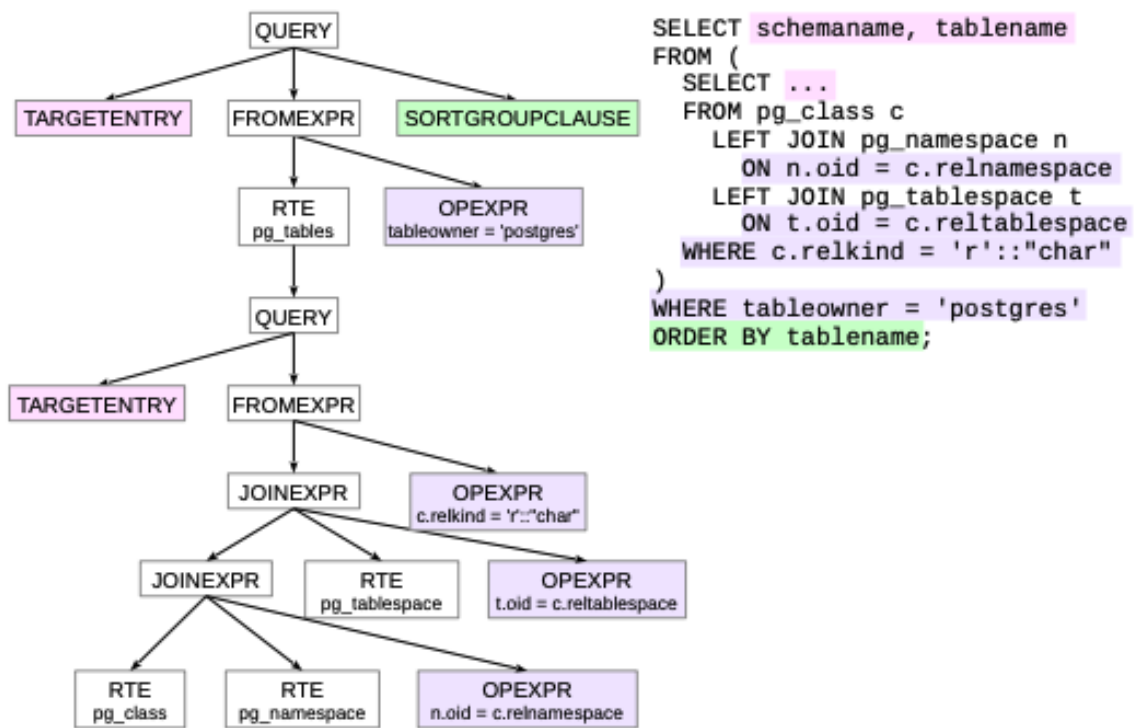 QUERY
TARGETENTRY
FROMEXPR
SORTGROUPCLAUSE
RTE
pg_tables
OPEXPR
tableowner = 'postgres'
QUERY
TARGETENTRY
FROMEXPR
JOINEXPR
OPEXPR
c.relkind = 'r'::"char"
JOINEXPR
RTE
pg_tablespace
OPEXPR
t.oid = c.reltablespace
RTE
pg_class
RTE
pg_namespace
OPEXPR
n.oid = c.relnamespace
SELECT schemaname, tablename
FROM (
  SELECT ...
  FROM pg_class c
    LEFT JOIN pg_namespace n
      ON n.oid = c.relnamespace
    LEFT JOIN pg_tablespace t
      ON t.oid = c.reltablespace
  WHERE c.relkind = 'r'::"char"
)
WHERE tableowner = 'postgres'
ORDER BY tablename;